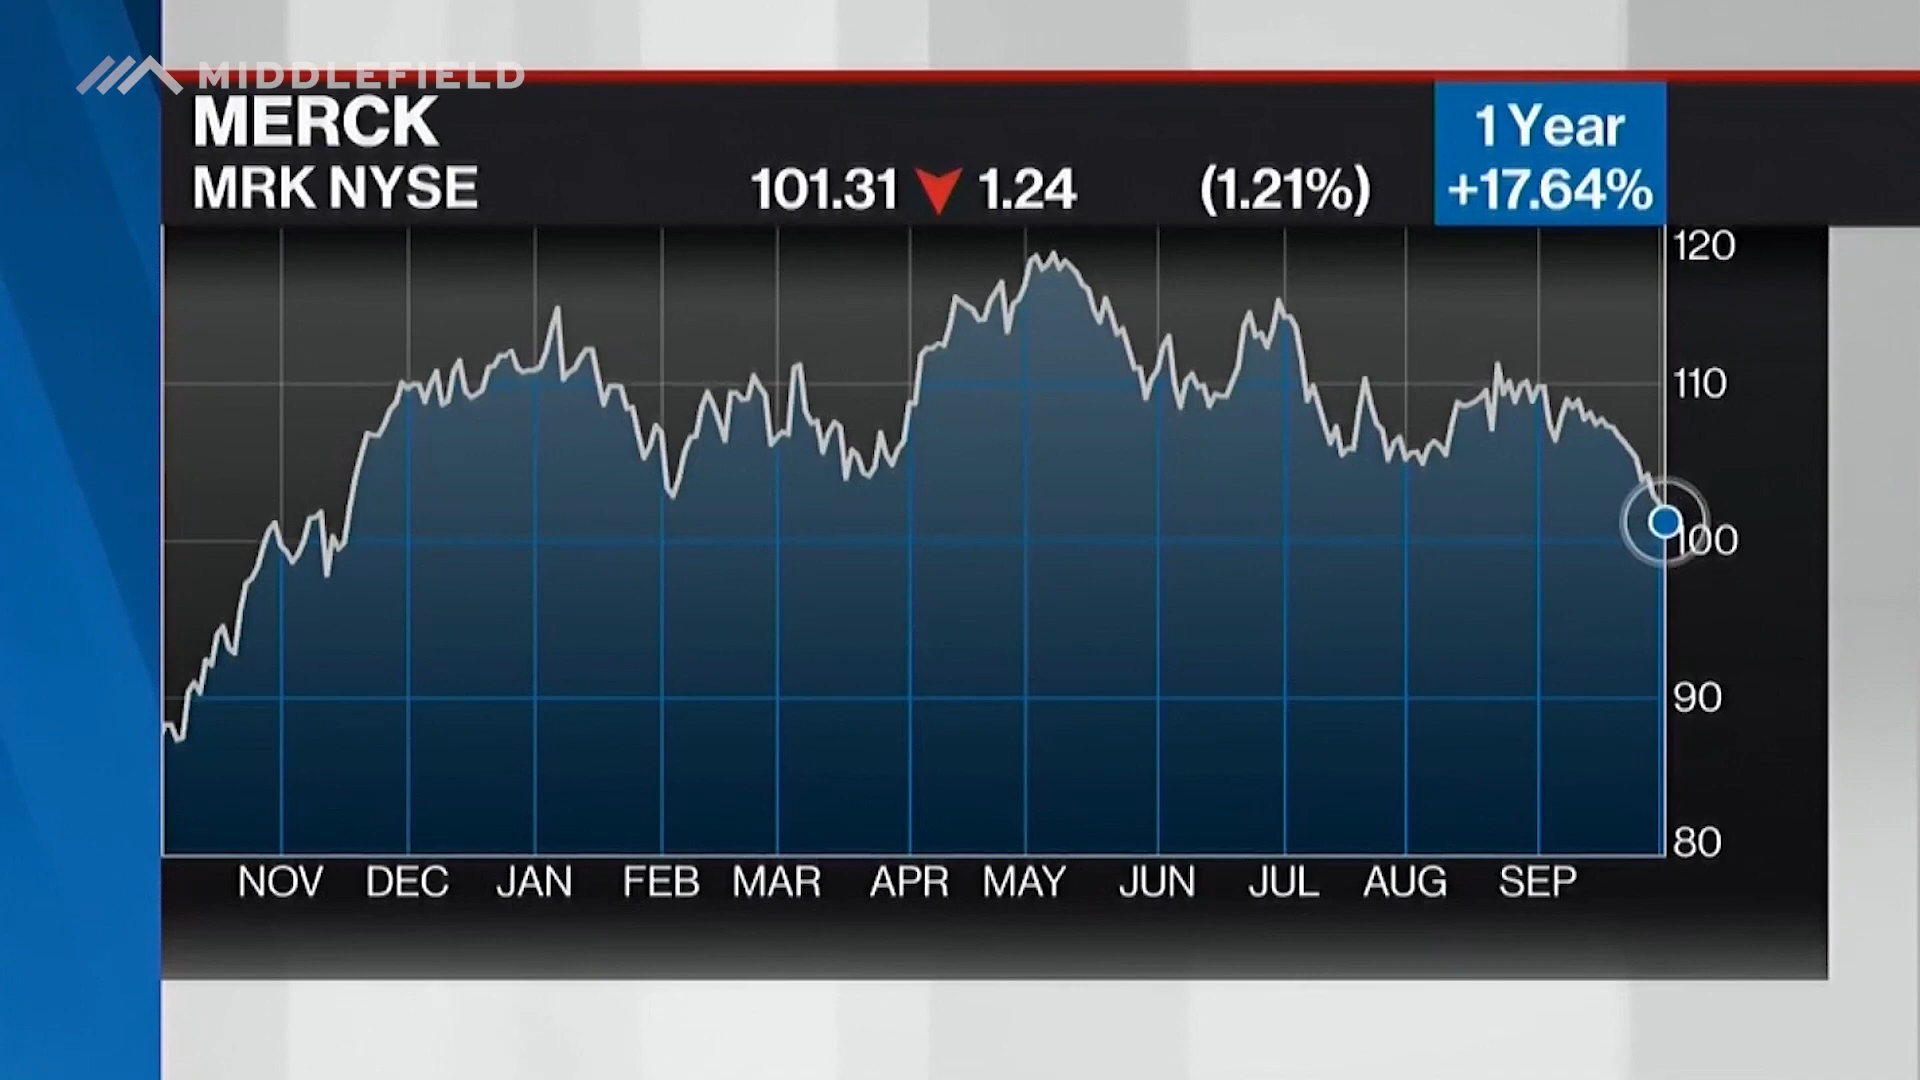 MIDDLEFIELD
MERCK
MRK NYSE
101.31 ▼ 1.24 (1.21%)
1 Year
+17.64%
120
110
100
90
80
NOV DEC JAN FEB MAR APR MAY JUN JUL AUG SEP